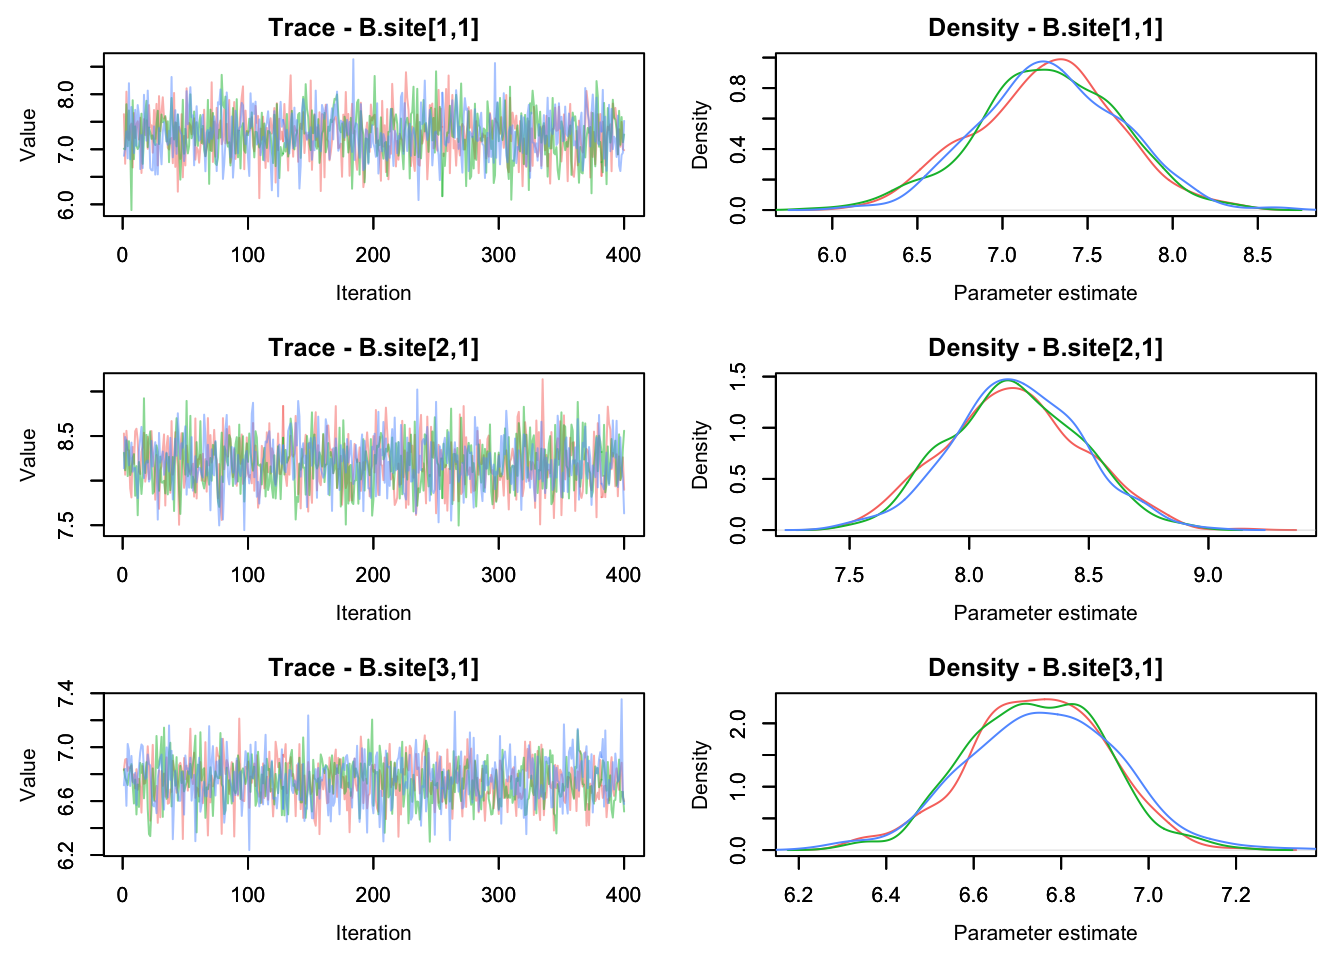 Trace - B.site[1,1]
Value
6.0 7.0 8.0
0 100 200 300 400
Iteration
Density - B.site[1,1]
Density
0.0 0.4 0.8
6.0 6.5 7.0 7.5 8.0 8.5
Parameter estimate
Trace - B.site[2,1]
Value
7.5 8.5
0 100 200 300 400
Iteration
Density - B.site[2,1]
Density
0.0 0.5 1.0 1.5
7.5 8.0 8.5 9.0
Parameter estimate
Trace - B.site[3,1]
Value
6.2 6.6 7.0 7.4
0 100 200 300 400
Iteration
Density - B.site[3,1]
Density
0.0 1.0 2.0
6.2 6.4 6.6 6.8 7.0 7.2
Parameter estimate